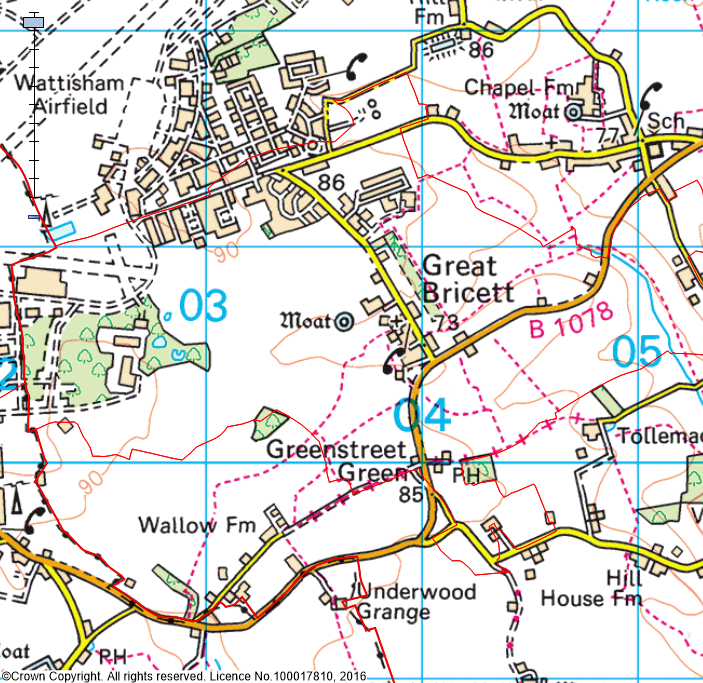 Fm
86
Wattisham
Airfield
Chapel Fm
Moat
Sch
77
86
90
Great
Bricett
03
Moat
73
B 1078
05
2
04
Greenstreet
Green
Tollema
PH
90
85
Wallow Fm
Hill
House Fm
Underwood
Grange
oat
PH
©Crown Copyright. All rights reserved. Licence No.100017810, 2016